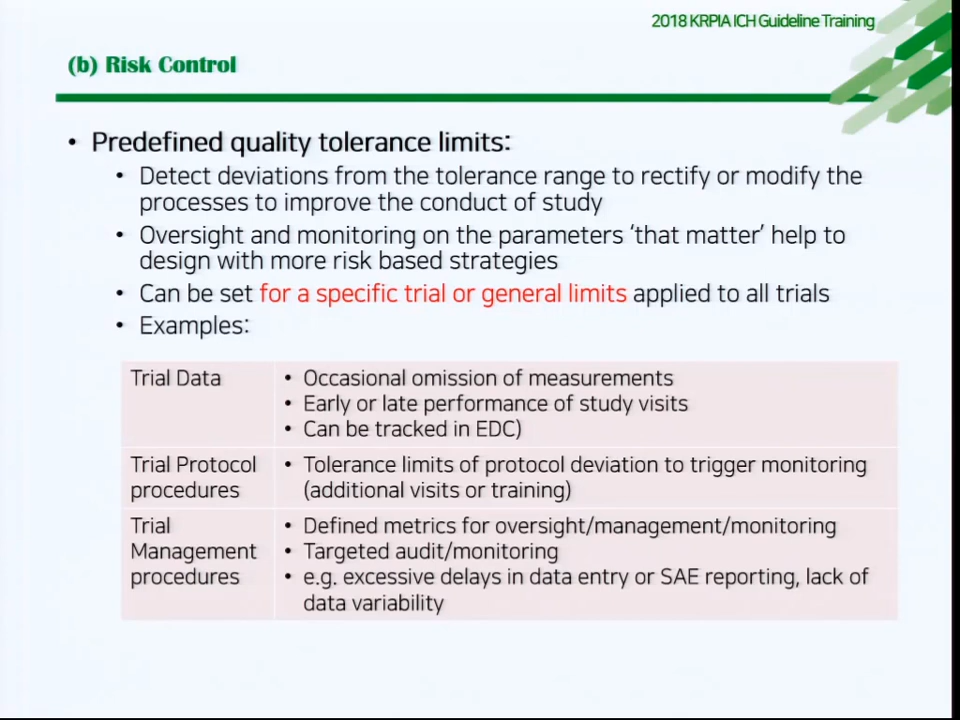 2018 KRPIA ICH Guideline Training
(b) Risk Control
• Predefined quality tolerance limits:
• Detect deviations from the tolerance range to rectify or modify the
processes to improve the conduct of study
• Oversight and monitoring on the parameters 'that matter' help to
design with more risk based strategies
• Can be set for a specific trial or general limits applied to all trials
• Examples:
Trial Data
• Occasional omission of measurements
• Early or late performance of study visits
• Can be tracked in EDC)
Trial Protocol
procedures
• Tolerance limits of protocol deviation to trigger monitoring
(additional visits or training)
Trial
Management
procedures
• Defined metrics for oversight/management/monitoring
• Targeted audit/monitoring
• e.g. excessive delays in data entry or SAE reporting, lack of
data variability